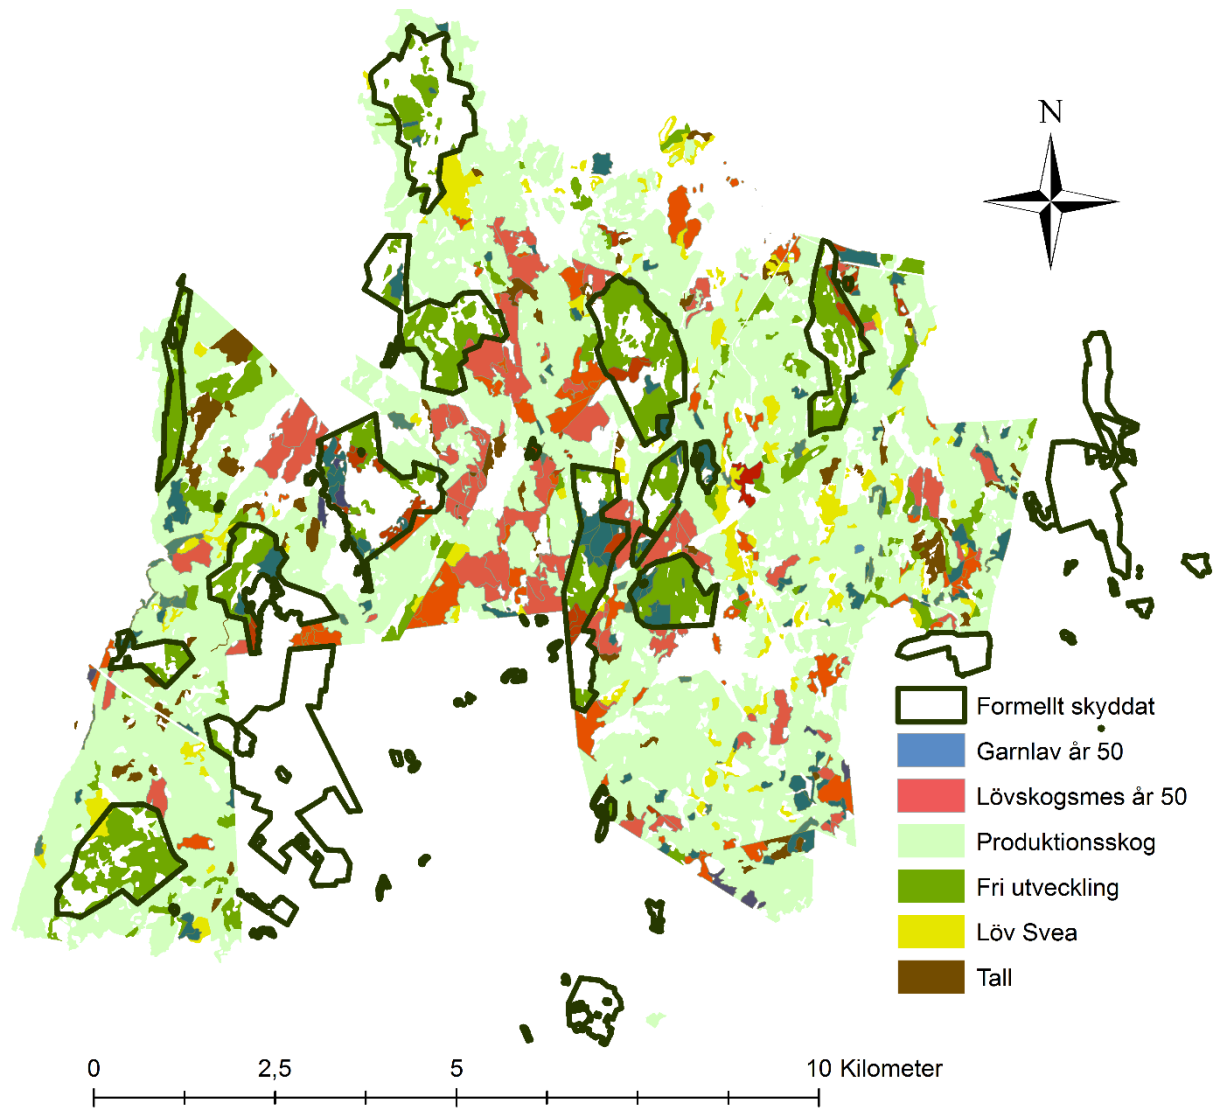 N
Formellt skyddat
Garnlav år 50
Lövskogsmes år 50
Produktionsskog
Fri utveckling
Löv Svea
Tall
0 2,5 5 10 Kilometer